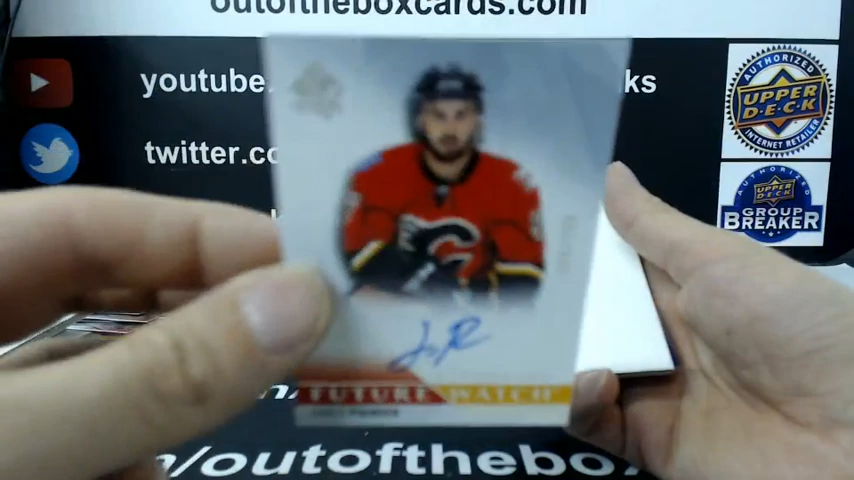 outoftheboxcards.com
youtube. ks
twitter.co
AUTHORIZED
UPPER DECK
INTERNET RETAILER
AUTHORIZED
UPPER DECK
GROUP BREAKER
FUTURE WATCH
/outofthebo